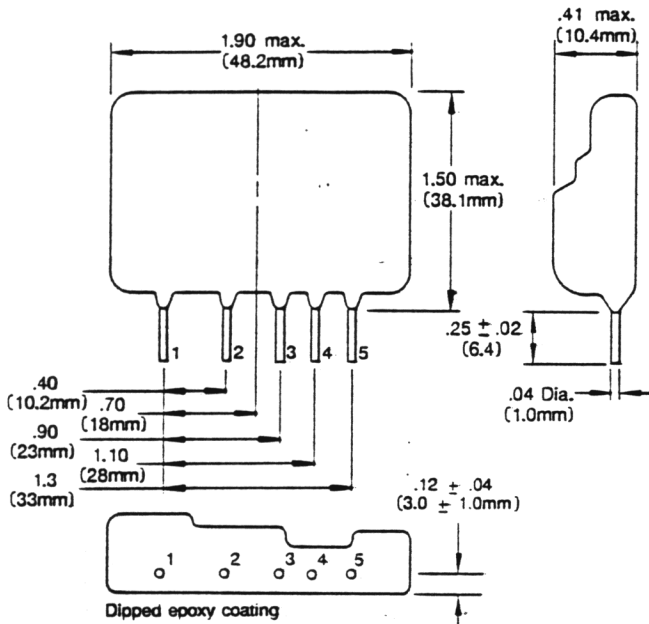 1.90 max.
(48.2mm)
.41 max.
(10.4mm)
1.50 max.
(38.1mm)
.25 ± .02
(6.4)
1 2 3 4 5
.40
(10.2mm)
.70
(18mm)
.90
(23mm)
1.10
(28mm)
1.3
(33mm)
.04 Dia.
(1.0mm)
.12 ± .04
(3.0 ± 1.0mm)
1 2 3 4 5
Dipped epoxy coating